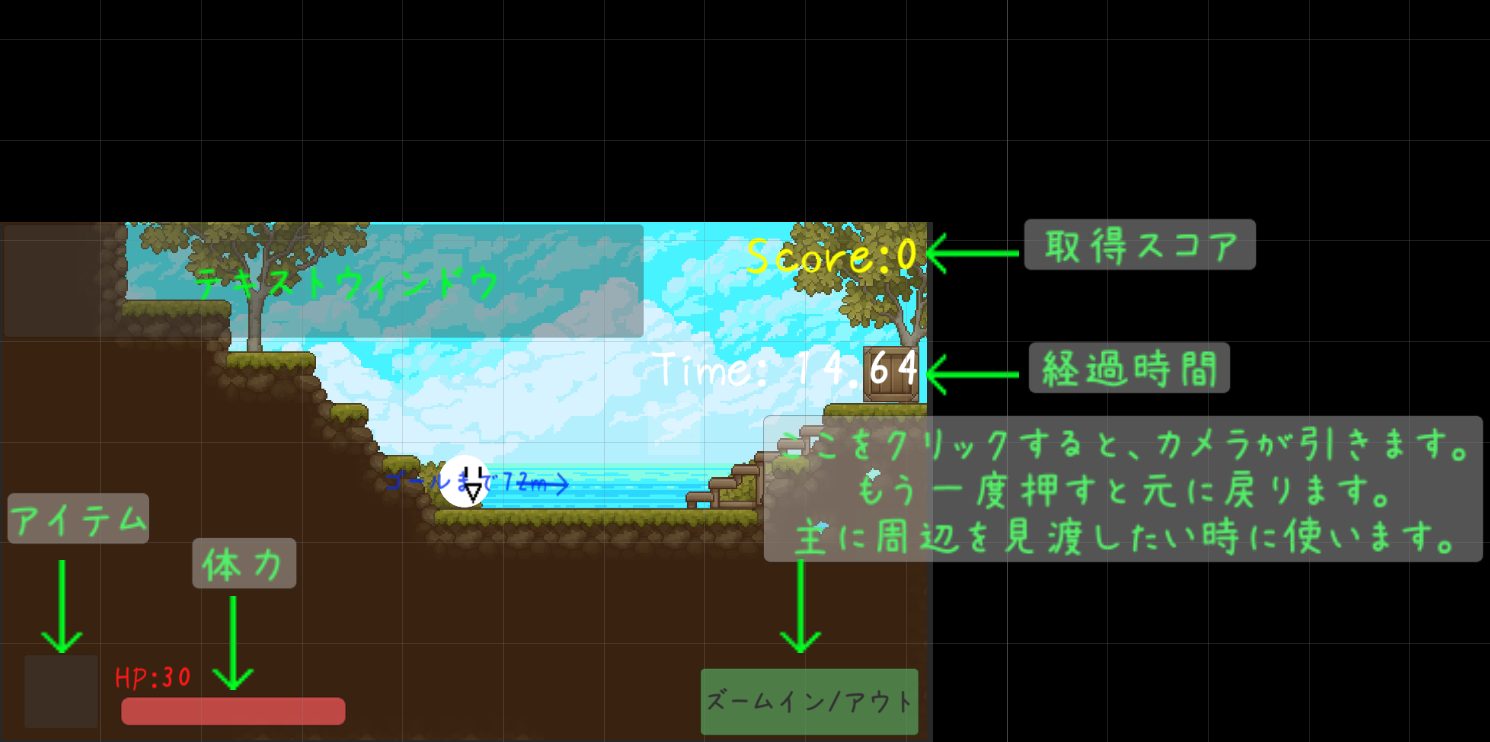 テキストウィンドウ
Score:0
取得スコア
Time: 14.64
経過時間
ここをクリックすると、カメラが引きます。
もう一度押すと元に戻ります。
主に周辺を見渡したい時に使います。
ゴールまで72m→
アイテム
体力
HP:30
ズームイン/アウト